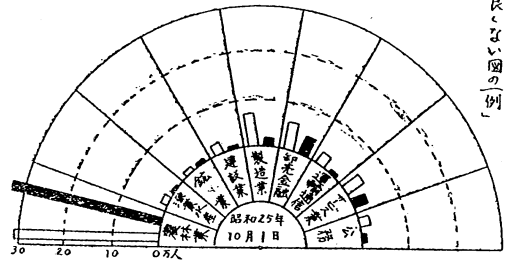 良くない図の一例」
農林業
漁業水産
鉱業
建設業
製造業
卸売金融
運輸通信
サービス業
公務
昭和25年
10月1日
30 20 10 0万人